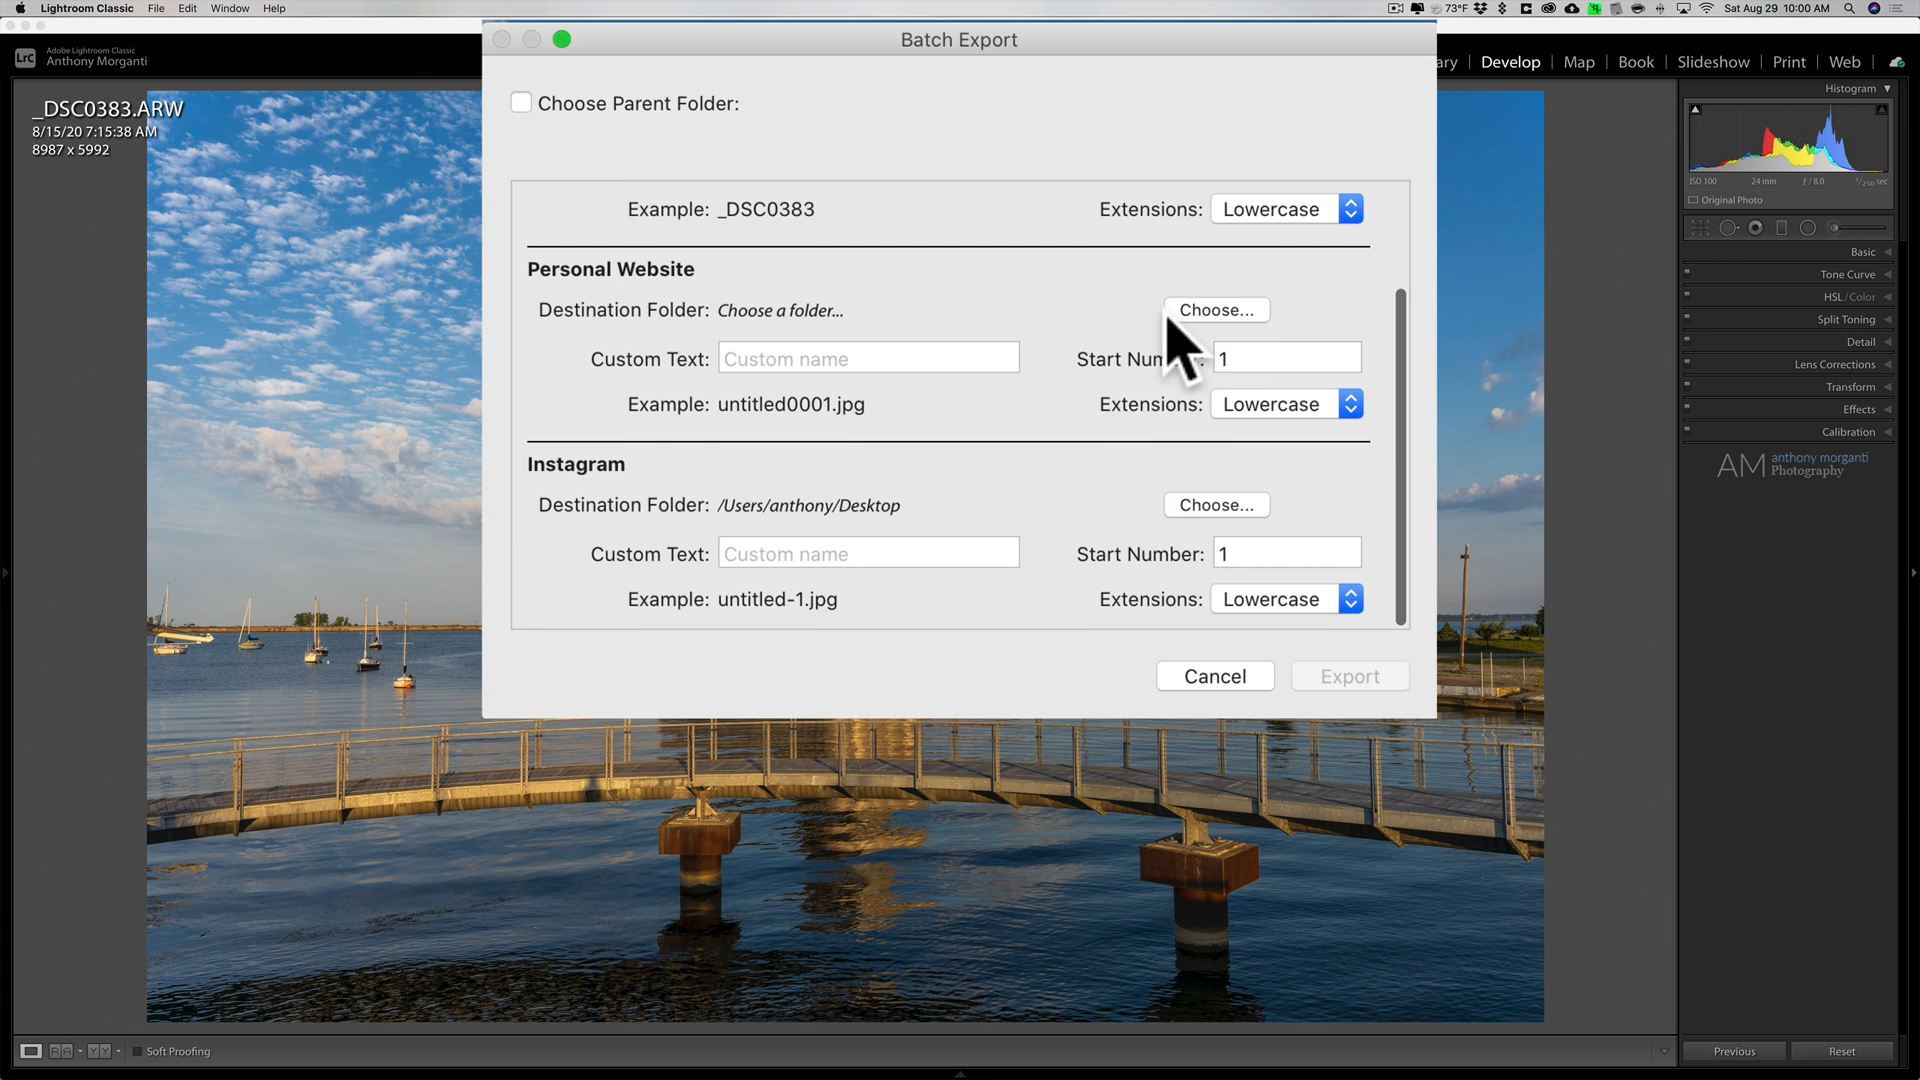 Lightroom Classic File Edit Window Help 73°F Sat Aug 29 10:00 AM
Batch Export
LrC Adobe Lightroom Classic
Anthony Morganti
ary | Develop | Map | Book | Slideshow | Print | Web
_DSC0383.ARW
8/15/20 7:15:38 AM
8987 x 5992
Choose Parent Folder:
Example: _DSC0383 Extensions: Lowercase
Personal Website
Destination Folder: Choose a folder... Choose...
Custom Text: Custom name Start Num : 1
Example: untitled0001.jpg Extensions: Lowercase
Instagram
Destination Folder: /Users/anthony/Desktop Choose...
Custom Text: Custom name Start Number: 1
Example: untitled-1.jpg Extensions: Lowercase
Cancel Export
Histogram
ISO 100 24 mm ƒ / 8.0 1/250 sec
Original Photo
Basic
Tone Curve
HSL / Color
Split Toning
Detail
Lens Corrections
Transform
Effects
Calibration
AM anthony morganti
Photography
RA YY Soft Proofing
Previous Reset